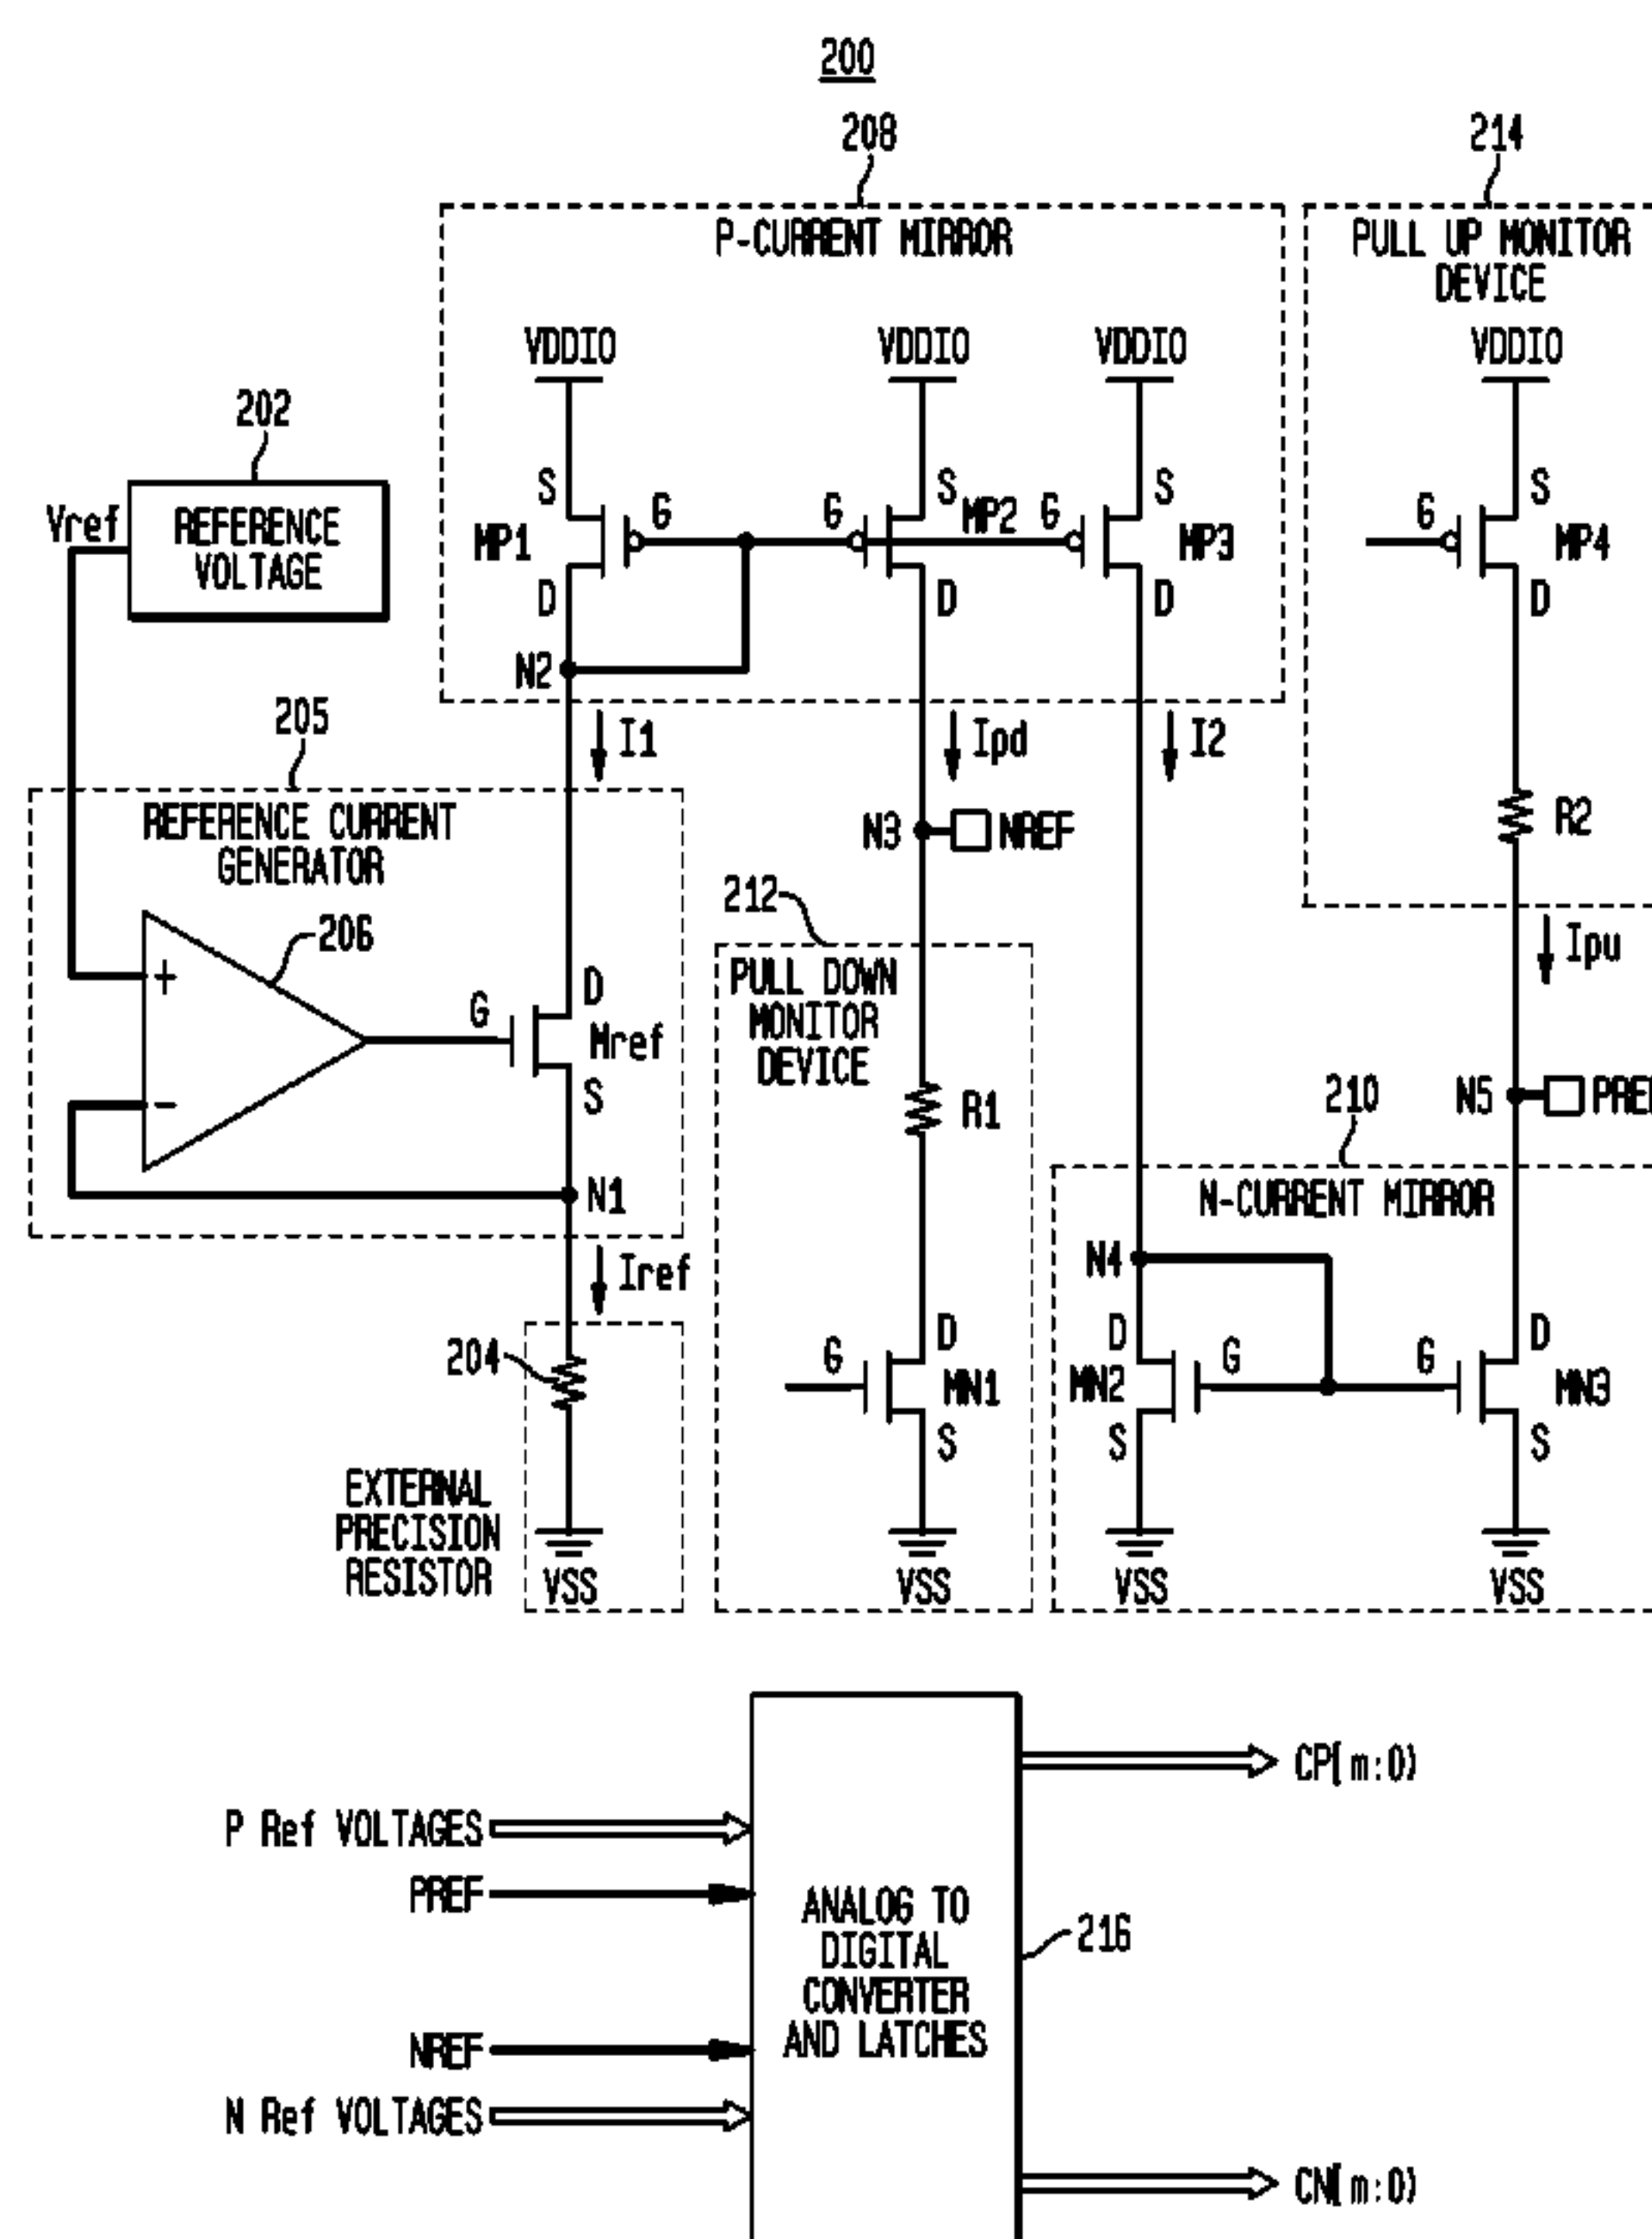 200
208
214
P-CURRENT MIRROR
PULL UP MONITOR
DEVICE
VDDIO
VDDIO
VDDIO
VDDIO
202
Vref
REFERENCE
VOLTAGE
S
G
MP1
D
N2
G
S
MP2
D
G
S
MP3
D
G
S
MP4
D
205
I1
Ipd
I2
R2
REFERENCE CURRENT
GENERATOR
206
+
-
G
D
Mref
S
N1
N3
NREF
212
PULL DOWN
MONITOR
DEVICE
R1
Ipu
N5
210
N-CURRENT MIRROR
N4
Iref
204
EXTERNAL
PRECISION
RESISTOR
VSS
G
D
MN1
S
VSS
D
MN2
G
S
VSS
G
D
MN3
S
VSS
P Ref VOLTAGES
PREF
NREF
N Ref VOLTAGES
ANALOG TO
DIGITAL
CONVERTER
AND LATCHES
216
CP[m:0)
CN[m:0)